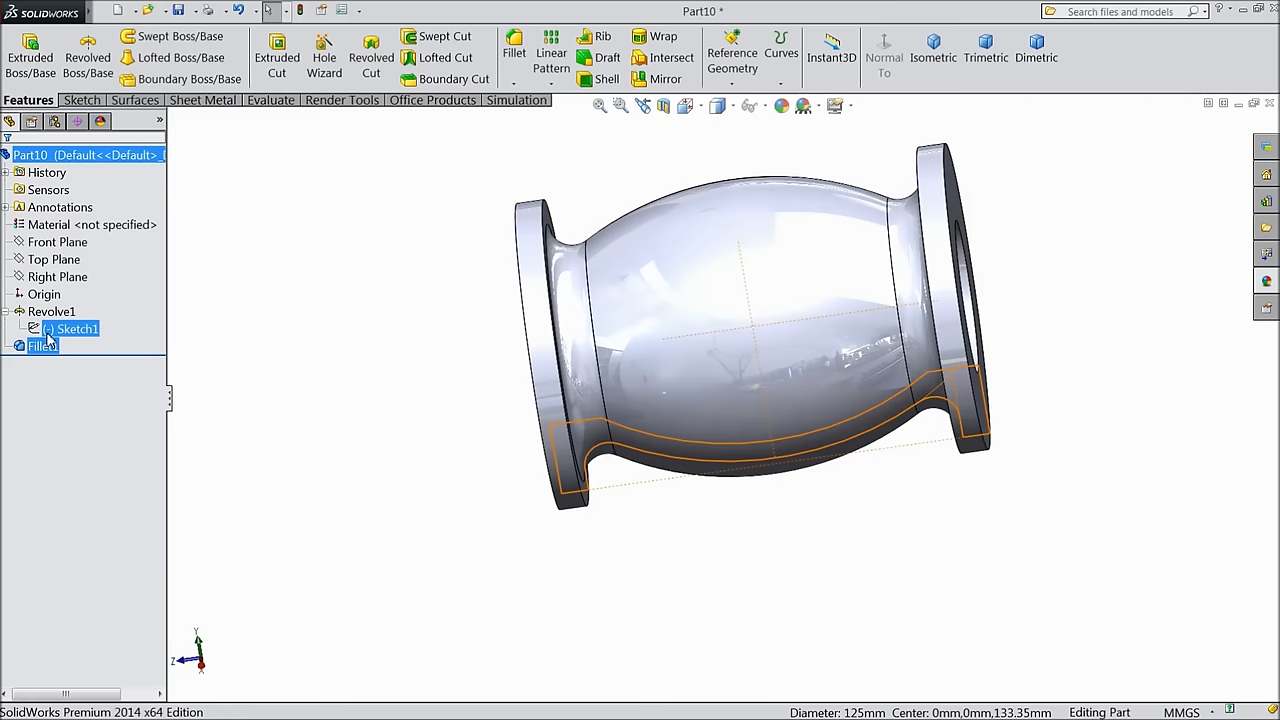 SOLIDWORKS
Part10 *
Search files and models
Extruded Boss/Base
Revolved Boss/Base
Swept Boss/Base
Lofted Boss/Base
Boundary Boss/Base
Extruded Cut
Hole Wizard
Revolved Cut
Swept Cut
Lofted Cut
Boundary Cut
Fillet
Linear Pattern
Rib
Draft
Shell
Wrap
Intersect
Mirror
Reference Geometry
Curves
Instant3D
Normal To
Isometric
Trimetric
Dimetric
Features
Sketch
Surfaces
Sheet Metal
Evaluate
Render Tools
Office Products
Simulation
Part10 (Default<<Default>_
History
Sensors
Annotations
Material <not specified>
Front Plane
Top Plane
Right Plane
Origin
Revolve1
(-) Sketch1
Fillet1
Y
Z
X
SolidWorks Premium 2014 x64 Edition
Diameter: 125mm Center: 0mm,0mm,133.35mm
Editing Part
MMGS